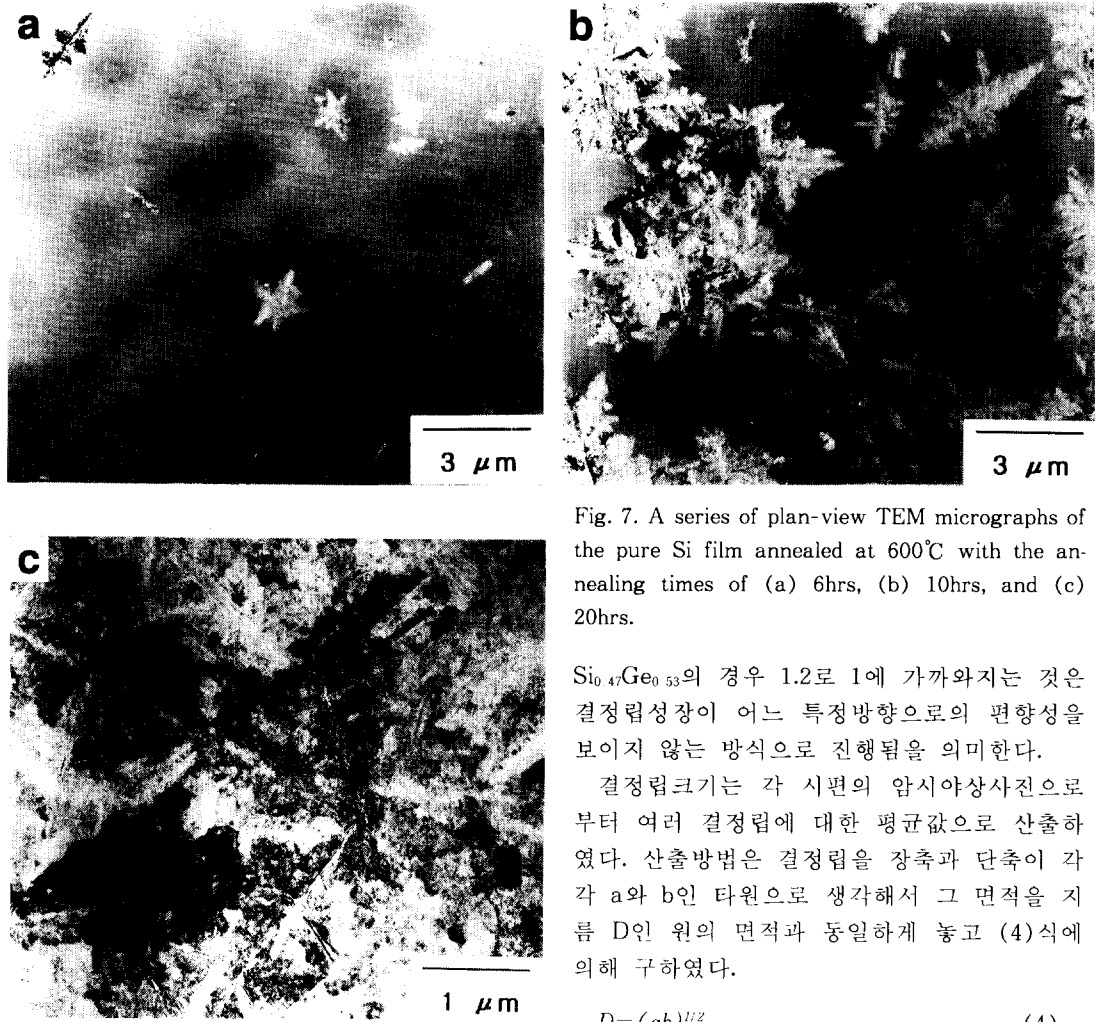 a
3 μm
b
3 μm
c
1 μm
Fig. 7. A series of plan-view TEM micrographs of
the pure Si film annealed at 600℃ with the an-
nealing times of (a) 6hrs, (b) 10hrs, and (c)
20hrs.
Si₀.₄₇Ge₀.₅₃의 경우 1.2로 1에 가까와지는 것은
결정립성장이 어느 특정방향으로의 편향성을
보이지 않는 방식으로 진행됨을 의미한다.
결정립크기는 각 시편의 암시야상사진으로
부터 여러 결정립에 대한 평균값으로 산출하
였다. 산출방법은 결정립을 장축과 단축이 각
각 a와 b인 타원으로 생각해서 그 면적을 지
름 D인 원의 면적과 동일하게 놓고 (4)식에
의해 구하였다.
D=(ab)^{1/2} (4)